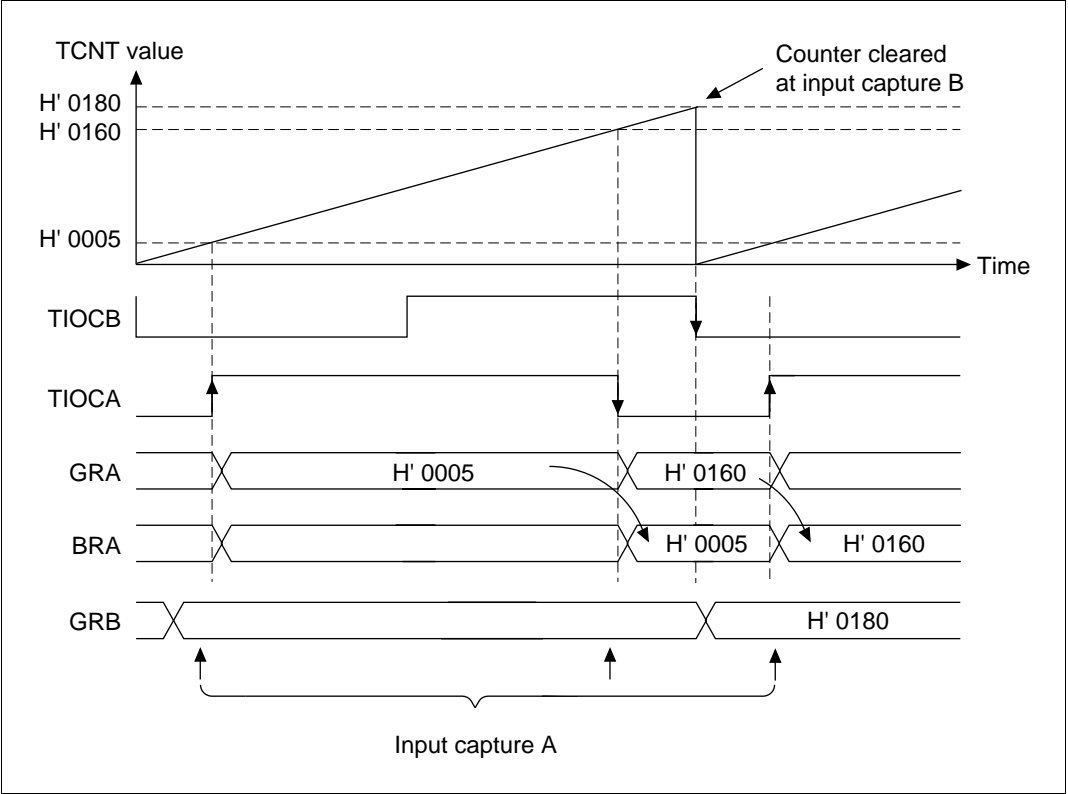 TCNT value
Counter cleared
at input capture B
H' 0180
H' 0160
H' 0005
Time
TIOCB
TIOCA
GRA
H' 0005
H' 0160
BRA
H' 0005
H' 0160
GRB
H' 0180
Input capture A